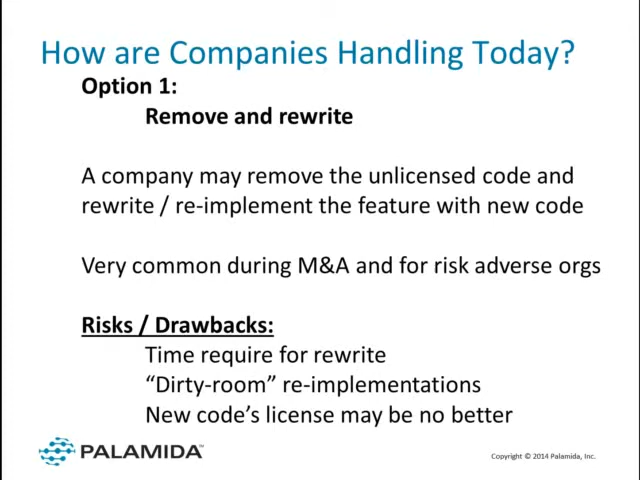 How are Companies Handling Today?
Option 1:
Remove and rewrite
A company may remove the unlicensed code and
rewrite / re-implement the feature with new code
Very common during M&A and for risk adverse orgs
Risks / Drawbacks:
Time require for rewrite
“Dirty-room” re-implementations
New code’s license may be no better
PALAMIDA™
Copyright © 2014 Palamida, Inc.